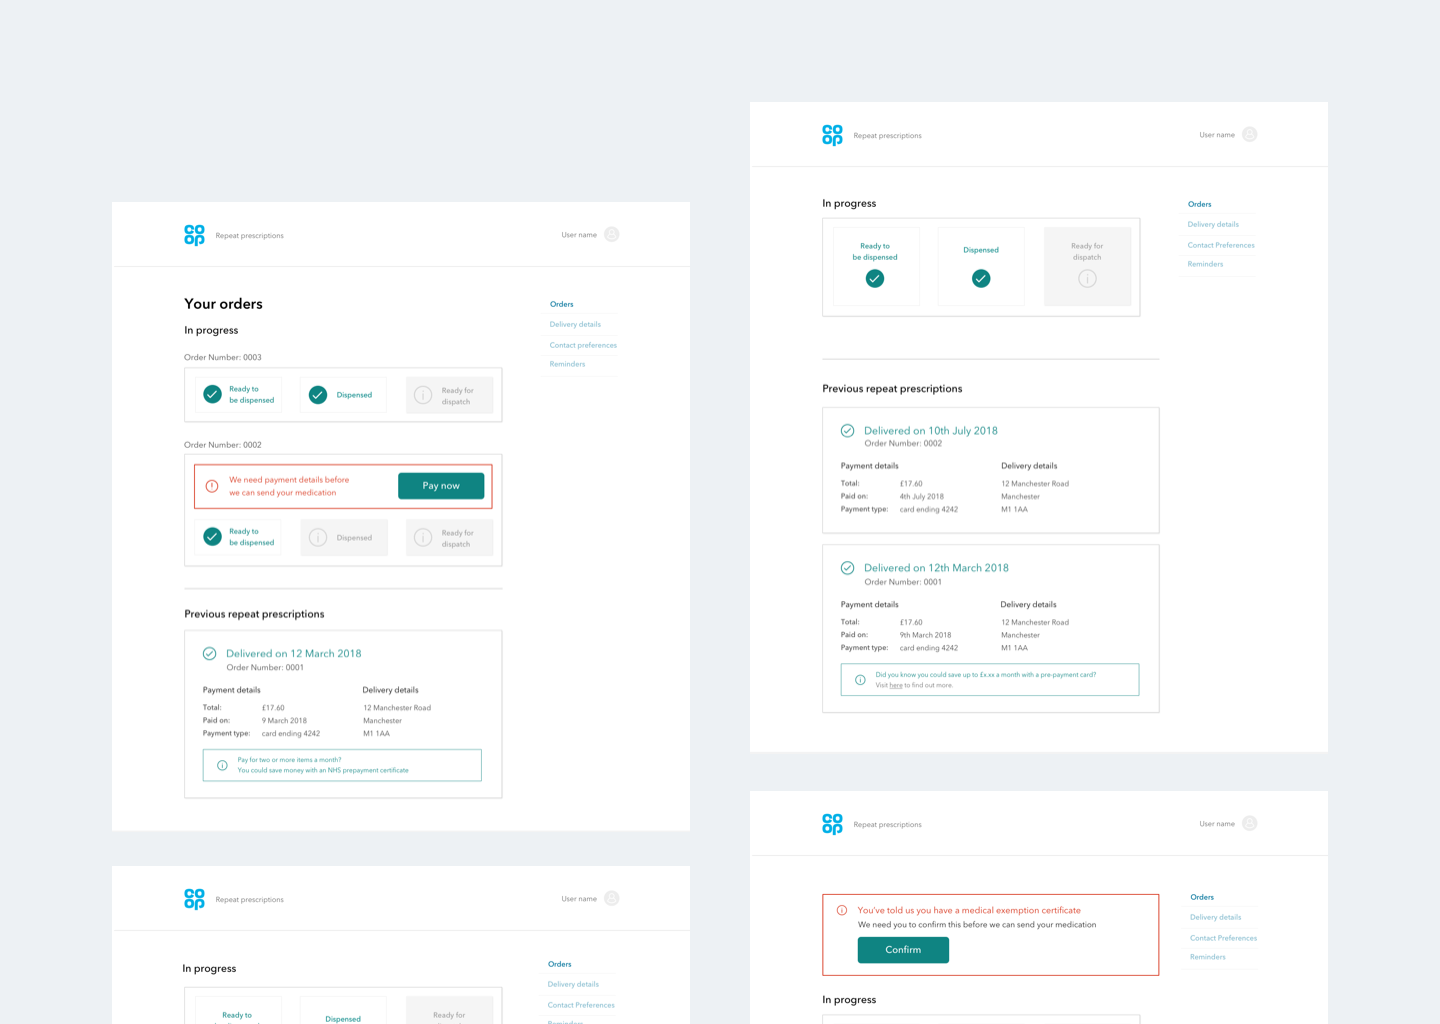 CO
OP
Repeat prescriptions
User name
Your orders
In progress
Order Number: 0003
Ready to
be dispensed
Dispensed
Ready for
dispatch
Order Number: 0002
We need payment details before
we can send your medication
Pay now
Ready to
be dispensed
Dispensed
Ready for
dispatch
Previous repeat prescriptions
Delivered on 12 March 2018
Order Number: 0001
Payment details
Delivery details
Total: £17.60
12 Manchester Road
Paid on: 9 March 2018
Manchester
Payment type: card ending 4242
M1 1AA
Pay for two or more items a month?
You could save money with an NHS prepayment certificate
Orders
Delivery details
Contact preferences
Reminders
CO
OP
Repeat prescriptions
User name
In progress
Ready to
Dispensed
Ready for
Orders
Delivery details
Contact Preferences
Reminders
CO
OP
Repeat prescriptions
User name
In progress
Ready to
be dispensed
Dispensed
Ready for
dispatch
Orders
Delivery details
Contact Preferences
Reminders
Previous repeat prescriptions
Delivered on 10th July 2018
Order Number: 0002
Payment details
Delivery details
Total: £17.60
12 Manchester Road
Paid on: 4th July 2018
Manchester
Payment type: card ending 4242
M1 1AA
Delivered on 12th March 2018
Order Number: 0001
Payment details
Delivery details
Total: £17.60
12 Manchester Road
Paid on: 9th March 2018
Manchester
Payment type: card ending 4242
M1 1AA
Did you know you could save up to £x.xx a month with a pre-payment card?
Visit here to find out more.
CO
OP
Repeat prescriptions
User name
You've told us you have a medical exemption certificate
We need you to confirm this before we can send your medication
Confirm
In progress
Orders
Delivery details
Contact Preferences
Reminders